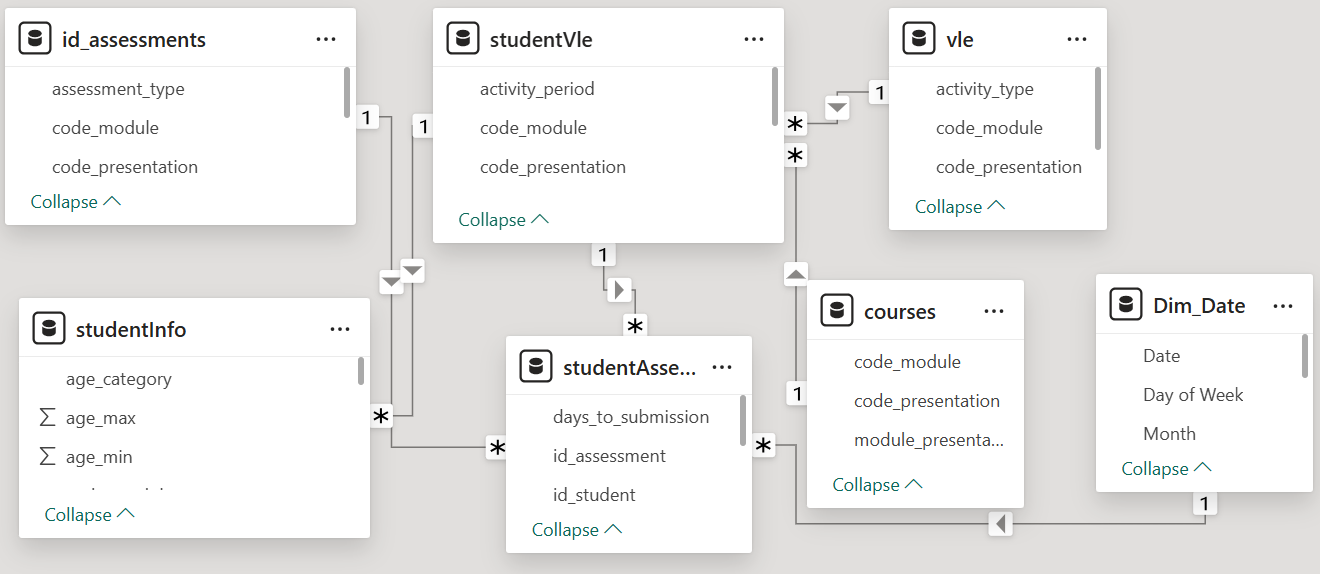 id_assessments ...
assessment_type
code_module
code_presentation
Collapse
studentVle ...
activity_period
code_module
code_presentation
Collapse
vle ...
activity_type
code_module
code_presentation
Collapse
1
1
*
1
*
1
*
studentInfo ...
age_category
Σ age_max
Σ age_min
Collapse
*
studentAsse... ...
days_to_submission
id_assessment
id_student
Collapse
*
*
courses ...
code_module
code_presentation
module_presenta...
Collapse
1
Dim_Date ...
Date
Day of Week
Month
Collapse
1